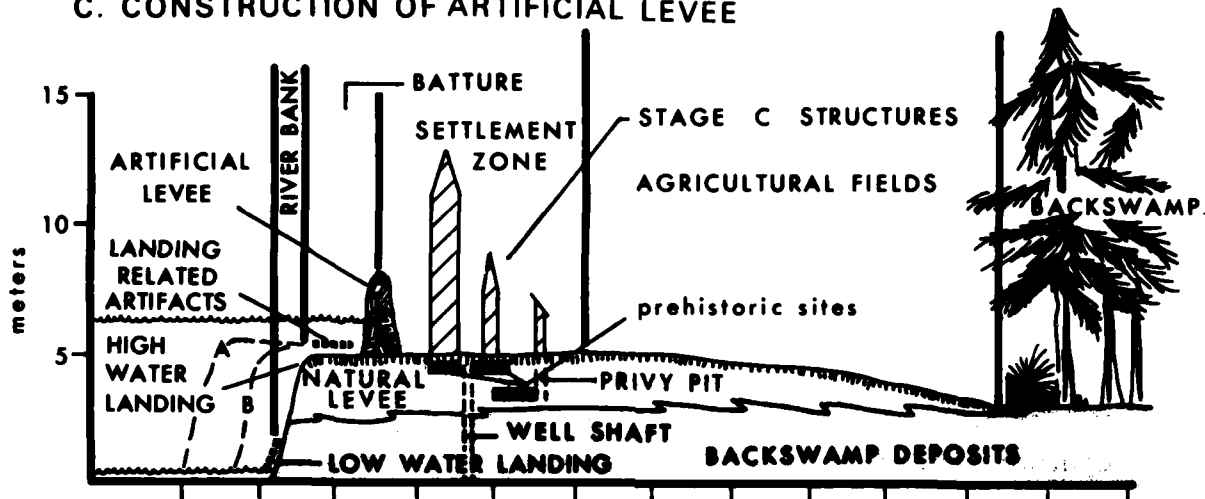 C. CONSTRUCTION OF ARTIFICIAL LEVEE
15
10
5
meters
RIVER BANK
BATTURE
SETTLEMENT
ZONE
STAGE C STRUCTURES
AGRICULTURAL FIELDS
BACKSWAMP
ARTIFICIAL
LEVEE
LANDING
RELATED
ARTIFACTS
prehistoric sites
HIGH
WATER
LANDING
A
B
NATURAL
LEVEE
PRIVY PIT
WELL SHAFT
LOW WATER LANDING
BACKSWAMP DEPOSITS